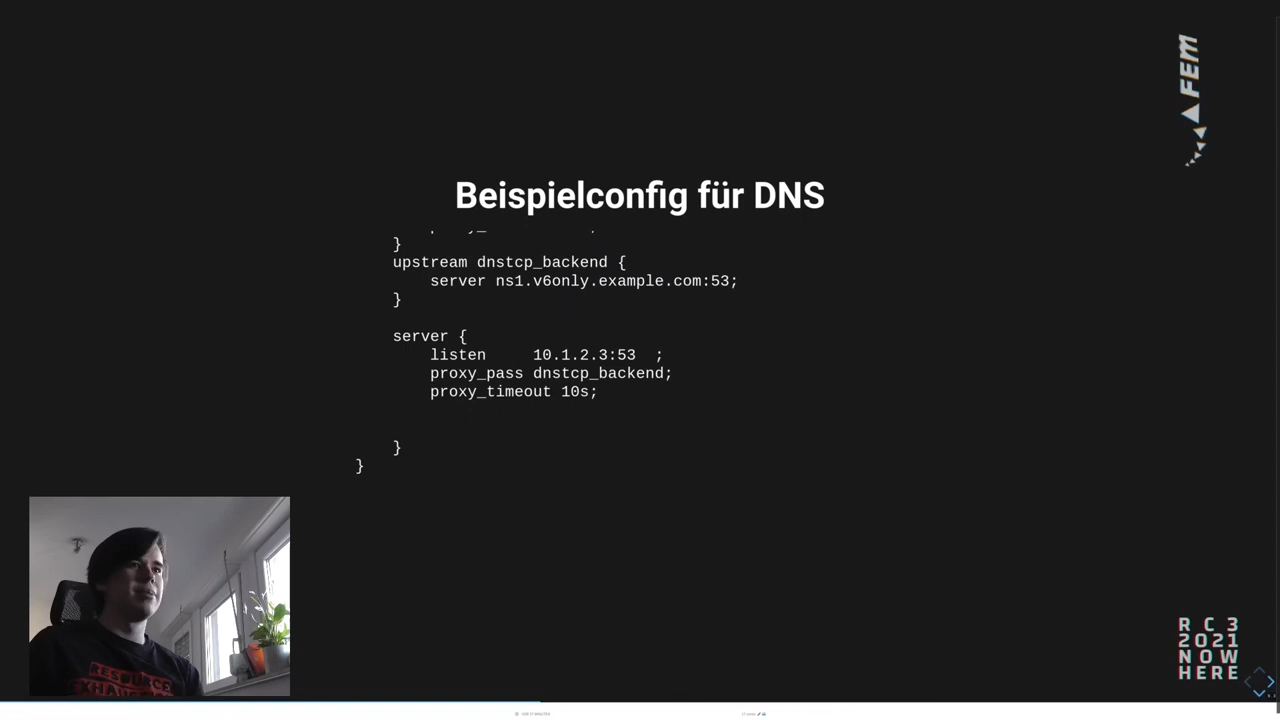 FEM
Beispielconfig für DNS
}
upstream dnstcp_backend {
server ns1.v6only.example.com:53;
}
server {
listen 10.1.2.3:53 ;
proxy_pass dnstcp_backend;
proxy_timeout 10s;
}
}
RC3
2021
NOW
HERE